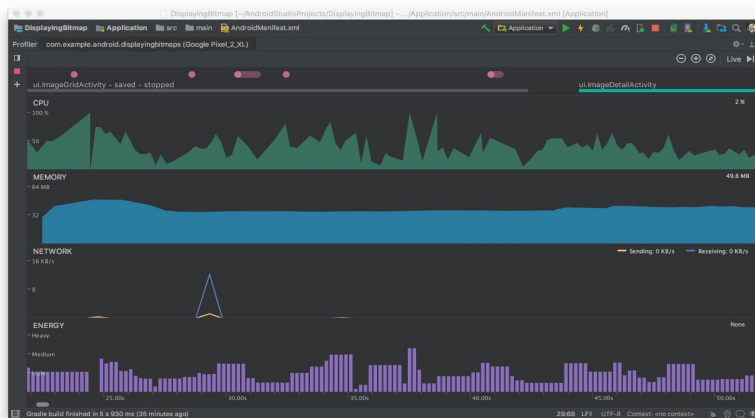 DisplayingBitmap [~/AndroidStudioProjects/DisplayingBitmap] - .../Application/src/main/AndroidManifest.xml [Application]
DisplayingBitmap Application src main AndroidManifest.xml Application
Profiler com.example.android.displayingbitmaps (Google Pixel_2_XL)
Live
ui.ImageGridActivity - saved - stopped ui.ImageDetailActivity
CPU 2 %
100 %
50
MEMORY 49.8 MB
64 MB
32
NETWORK Sending: 0 KB/s Receiving: 0 KB/s
16 KB/s
8
ENERGY None
Heavy
Medium
Light
25.00s 30.00s 35.00s 40.00s 45.00s 50.00s
Gradle build finished in 5 s 930 ms (36 minutes ago) 29:68 LF UTF-8 Context: <no context>